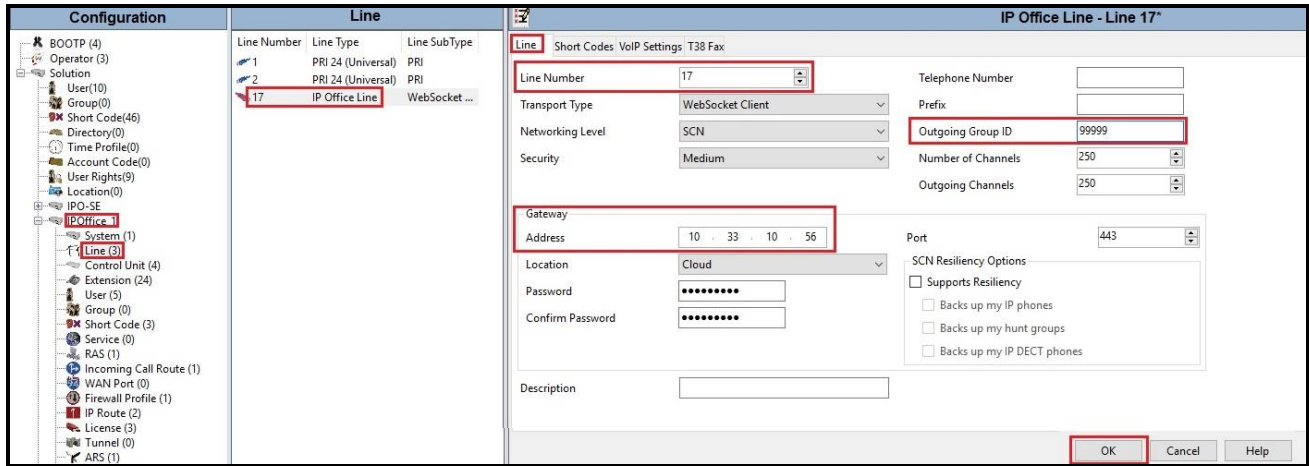 Configuration
BOOTP (4)
Operator (3)
Solution
User(10)
Group(0)
Short Code(46)
Directory(0)
Time Profile(0)
Account Code(0)
User Rights(9)
Location(0)
IPO-SE
IPOffice_1
System (1)
Line (3)
Control Unit (4)
Extension (24)
User (5)
Group (0)
Short Code (3)
Service (0)
RAS (1)
Incoming Call Route (1)
WAN Port (0)
Firewall Profile (1)
IP Route (2)
License (3)
Tunnel (0)
ARS (1)
Line
Line Number Line Type Line SubType
1 PRI 24 (Universal) PRI
2 PRI 24 (Universal) PRI
17 IP Office Line WebSocket ...
IP Office Line - Line 17*
Line Short Codes VoIP Settings T38 Fax
Line Number 17
Transport Type WebSocket Client
Networking Level SCN
Security Medium
Telephone Number
Prefix
Outgoing Group ID 99999
Number of Channels 250
Outgoing Channels 250
Gateway
Address 10 . 33 . 10 . 56
Location Cloud
Password •••••••••
Confirm Password •••••••••
Port 443
SCN Resiliency Options
Supports Resiliency
Backs up my IP phones
Backs up my hunt groups
Backs up my IP DECT phones
Description
OK Cancel Help